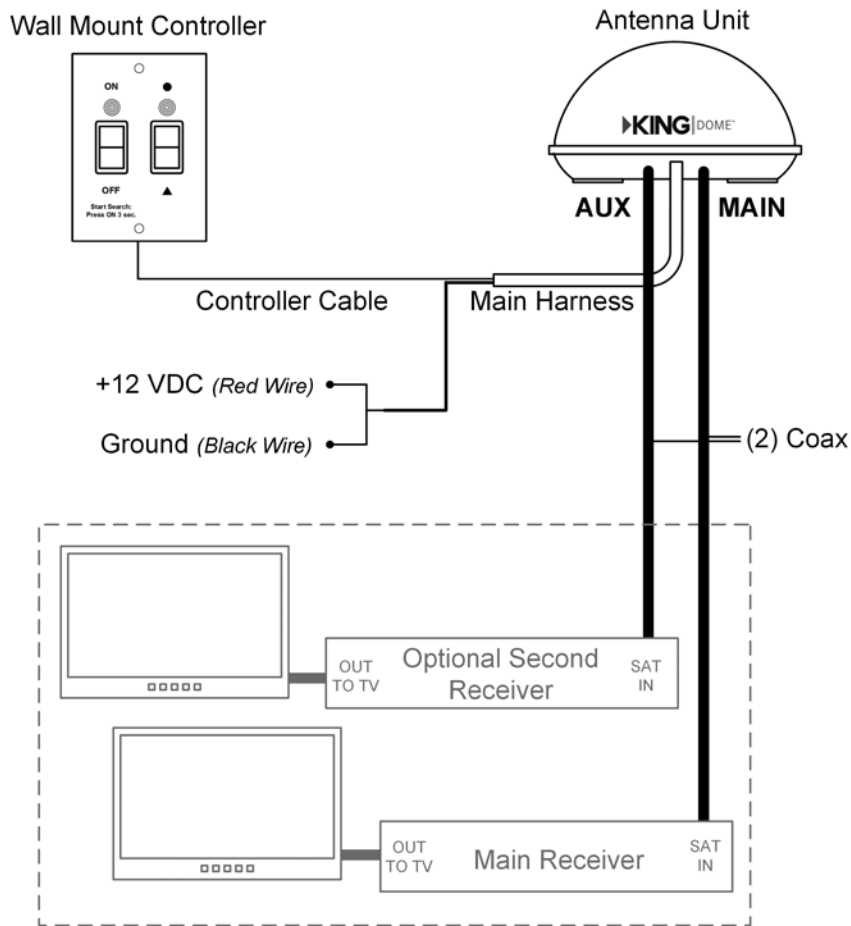 Wall Mount Controller
Antenna Unit
ON
OFF
Start Search:
Press ON 3 sec.
KING DOME™
AUX
MAIN
Controller Cable
Main Harness
+12 VDC (Red Wire)
Ground (Black Wire)
(2) Coax
OUT
TO TV
Optional Second
Receiver
SAT
IN
OUT
TO TV
Main Receiver
SAT
IN